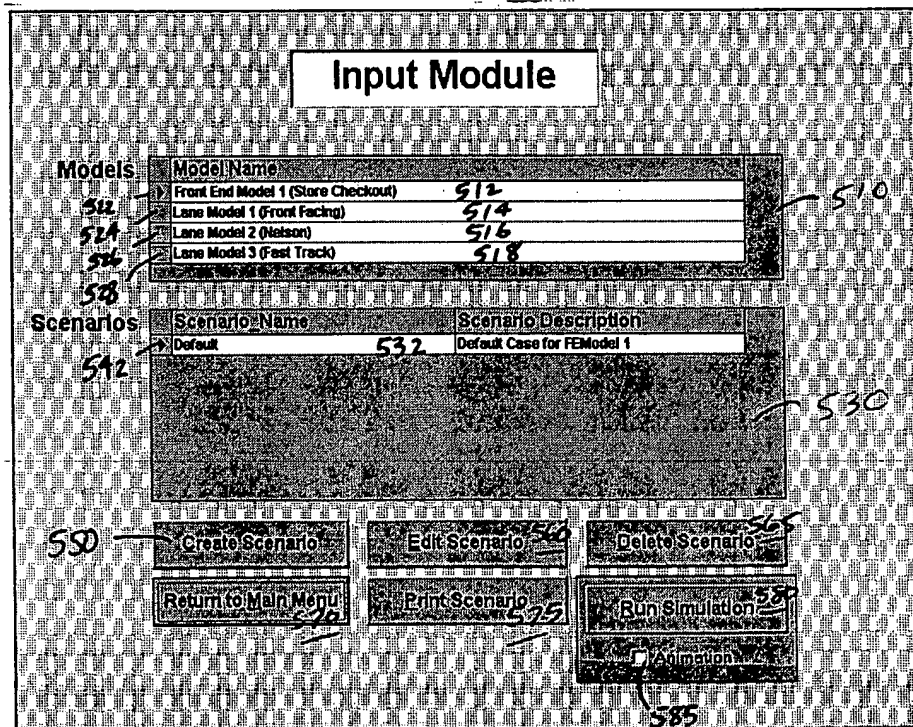 Input Module
Models
Model Name
Front End Model 1 (Store Checkout) 512
Lane Model 1 (Front Facing) 514
Lane Model 2 (Nelson) 516
Lane Model 3 (Fast Track) 518
510
522
524
526
528
Scenarios
Scenario Name Scenario Description
Default 532 Default Case for FEModel 1
542
530
550
Create Scenario Edit Scenario 560 Delete Scenario 565
Return to Main Menu 570 Print Scenario 575 Run Simulation 580
Animation
585